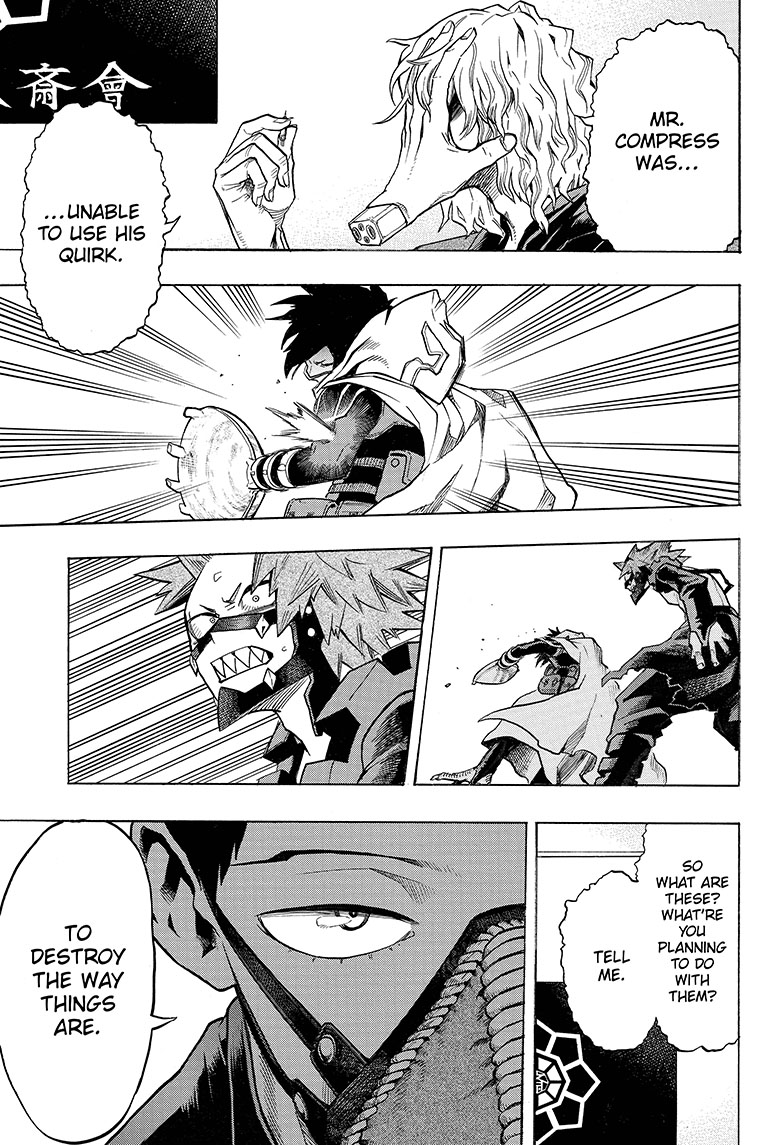 斎會
MR.
COMPRESS
WAS...
...UNABLE
TO USE HIS
QUIRK.
SO
WHAT ARE
THESE?
WHAT'RE
YOU
PLANNING
TO DO
WITH
THEM?
TELL
ME.
TO
DESTROY
THE WAY
THINGS
ARE.